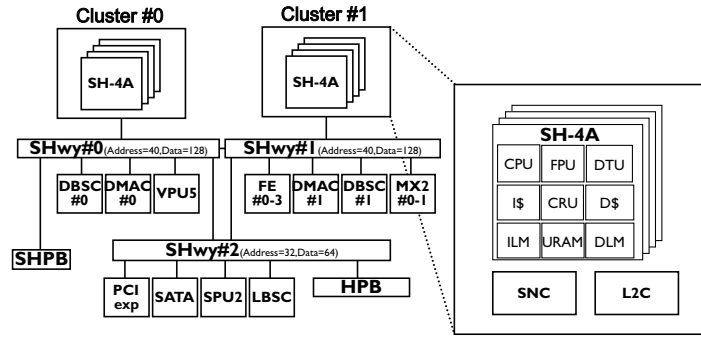 Cluster #0
Cluster #1
SH-4A
SH-4A
SHwy#0(Address=40,Data=128)
SHwy#1(Address=40,Data=128)
DBSC
#0
DMAC
#0
VPU5
FE
#0-3
DMAC
#1
DBSC
#1
MX2
#0-1
SHwy#2(Address=32,Data=64)
SHPB
PCI
exp
SATA
SPU2
LBSC
HPB
SH-4A
CPU
FPU
DTU
I$
CRU
D$
ILM
URAM
DLM
SNC
L2C